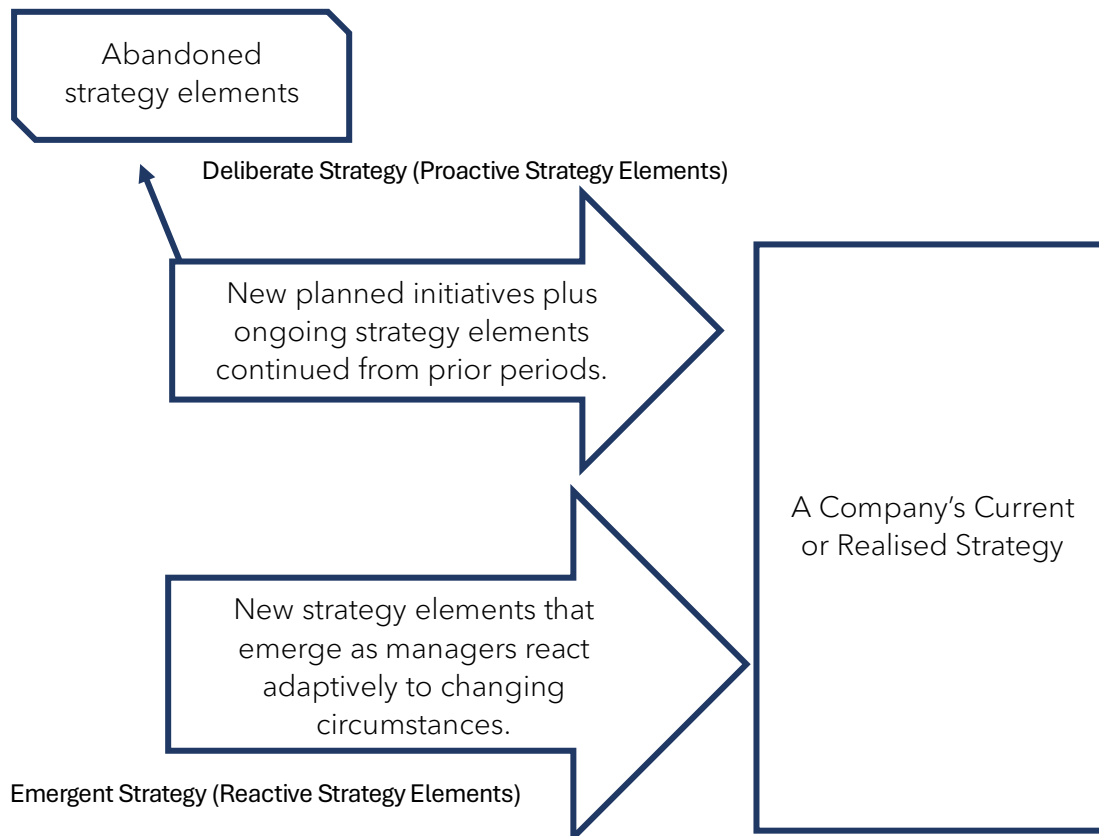 Abandoned
strategy elements
Deliberate Strategy (Proactive Strategy Elements)
New planned initiatives plus
ongoing strategy elements
continued from prior periods.
A Company’s Current
or Realised Strategy
New strategy elements that
emerge as managers react
adaptively to changing
circumstances.
Emergent Strategy (Reactive Strategy Elements)